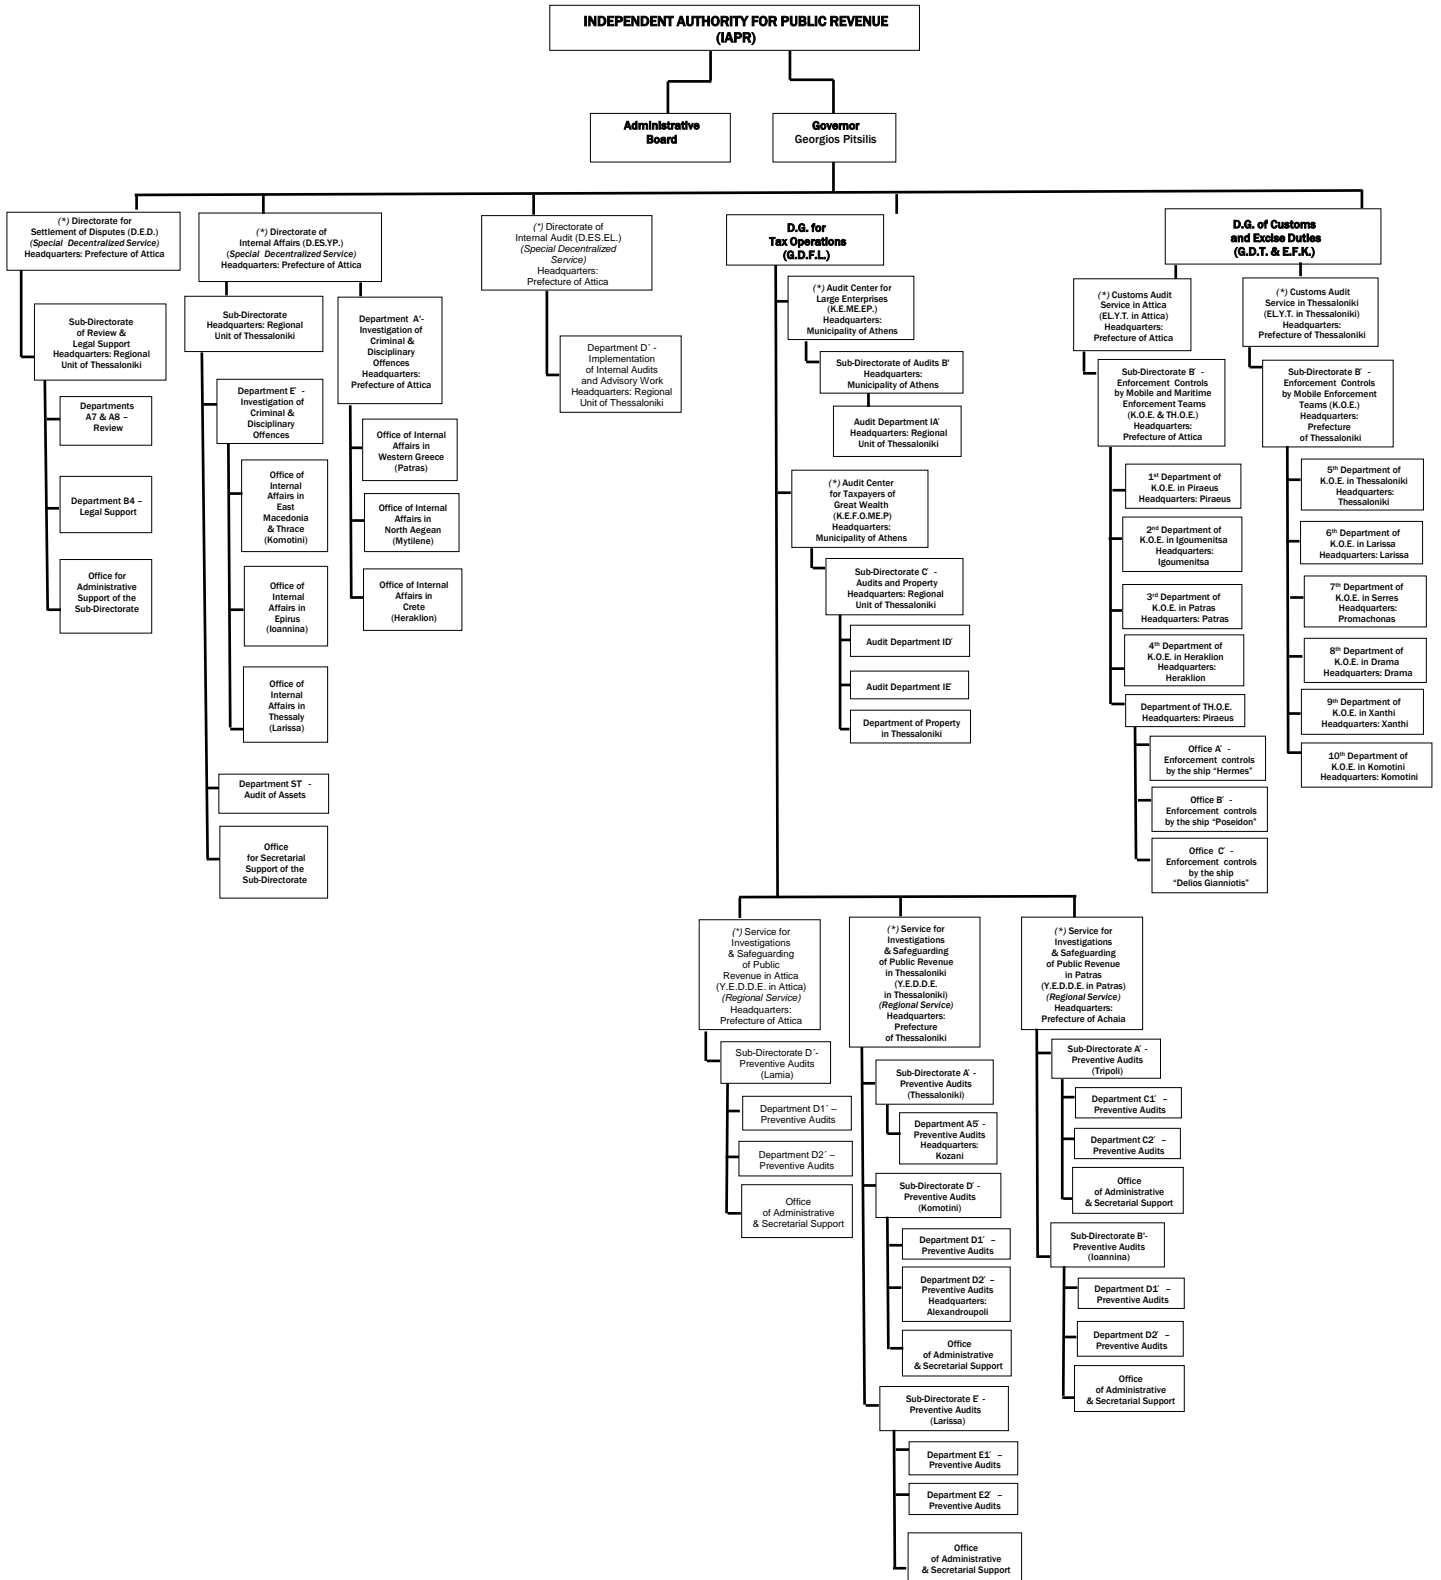 INDEPENDENT AUTHORITY FOR PUBLIC REVENUE
(IAPR)
Administrative
Board
Governor
Georgios Pitsilis
(*) Directorate for
Settlement of Disputes (D.E.D.)
(Special Decentralized Service)
Headquarters: Prefecture of Attica
Sub-Directorate
of Review &
Legal Support
Headquarters: Regional
Unit of Thessaloniki
Departments
A7 & A8 –
Review
Department B4 –
Legal Support
Office for
Administrative
Support of the
Sub-Directorate
(*) Directorate of
Internal Affairs (D.ES.YP.)
(Special Decentralized Service)
Headquarters: Prefecture of Attica
Sub-Directorate
Headquarters: Regional
Unit of Thessaloniki
Department E´ -
Investigation of
Criminal &
Disciplinary
Offences
Office of
Internal
Affairs in
East
Macedonia
& Thrace
(Komotini)
Office of
Internal
Affairs in
Epirus
(Ioannina)
Office of
Internal
Affairs in
Thessaly
(Larissa)
Department ST´ -
Audit of Assets
Office
for Secretarial
Support of the
Sub-Directorate
Department A'-
Investigation of
Criminal &
Disciplinary
Offences
Headquarters:
Prefecture of Attica
Office of Internal
Affairs in
Western Greece
(Patras)
Office of Internal
Affairs in
North Aegean
(Mytilene)
Office of Internal
Affairs in
Crete
(Heraklion)
(*) Directorate of
Internal Audit (D.ES.EL.)
(Special Decentralized
Service)
Headquarters:
Prefecture of Attica
Department D´ -
Implementation
of Internal Audits
and Advisory Work
Headquarters: Regional
Unit of Thessaloniki
D.G. for
Tax Operations
(G.D.F.L.)
(*) Audit Center for
Large Enterprises
(K.E.ME.EP.)
Headquarters:
Municipality of Athens
Sub-Directorate of Audits B'
Headquarters:
Municipality of Athens
Audit Department IA´
Headquarters: Regional
Unit of Thessaloniki
(*) Audit Center
for Taxpayers of
Great Wealth
(K.E.F.O.ME.P)
Headquarters:
Municipality of Athens
Sub-Directorate C´ -
Audits and Property
Headquarters: Regional
Unit of Thessaloniki
Audit Department ID´
Audit Department IE´
Department of Property
in Thessaloniki
D.G. of Customs
and Excise Duties
(G.D.T. & E.F.K.)
(*) Customs Audit
Service in Attica
(EL.Y.T. in Attica)
Headquarters:
Prefecture of Attica
Sub-Directorate B´ -
Enforcement Controls
by Mobile and Maritime
Enforcement Teams
(K.O.E. & TH.O.E.)
Headquarters:
Prefecture of Attica
1st Department of
K.O.E. in Piraeus
Headquarters: Piraeus
2nd Department of
K.O.E. in Igoumenitsa
Headquarters:
Igoumenitsa
3rd Department of
K.O.E. in Patras
Headquarters: Patras
4th Department of
K.O.E. in Heraklion
Headquarters:
Heraklion
Department of TH.O.E.
Headquarters: Piraeus
Office A´ -
Enforcement controls
by the ship “Hermes”
Office B´ -
Enforcement controls
by the ship “Poseidon”
Office C´ -
Enforcement controls
by the ship
“Delios Gianniotis”
(*) Customs Audit
Service in Thessaloniki
(EL.Y.T. in Thessaloniki)
Headquarters:
Prefecture of Thessaloniki
Sub-Directorate B´ -
Enforcement Controls
by Mobile Enforcement
Teams (K.O.E.)
Headquarters:
Prefecture
of Thessaloniki
5th Department of
K.O.E. in Thessaloniki
Headquarters:
Thessaloniki
6th Department of
K.O.E. in Larissa
Headquarters: Larissa
7th Department of
K.O.E. in Serres
Headquarters:
Promachonas
8th Department of
K.O.E. in Drama
Headquarters: Drama
9th Department of
K.O.E. in Xanthi
Headquarters: Xanthi
10th Department of
K.O.E. in Komotini
Headquarters: Komotini
(*) Service for
Investigations
& Safeguarding
of Public
Revenue in Attica
(Y.E.D.D.E. in Attica)
(Regional Service)
Headquarters:
Prefecture of Attica
Sub-Directorate D´-
Preventive Audits
(Lamia)
Department D1´ –
Preventive Audits
Department D2´ –
Preventive Audits
Office
of Administrative
& Secretarial Support
(*) Service for
Investigations
& Safeguarding
of Public Revenue
in Thessaloniki
(Y.E.D.D.E.
in Thessaloniki)
(Regional Service)
Headquarters:
Prefecture
of Thessaloniki
Sub-Directorate A´ -
Preventive Audits
(Thessaloniki)
Department A5´ -
Preventive Audits
Headquarters:
Kozani
Sub-Directorate D´ -
Preventive Audits
(Komotini)
Department D1´ –
Preventive Audits
Department D2´ –
Preventive Audits
Headquarters:
Alexandroupoli
Office
of Administrative
& Secretarial Support
Sub-Directorate E´ -
Preventive Audits
(Larissa)
Department E1´ –
Preventive Audits
Department E2´ –
Preventive Audits
Office
of Administrative
& Secretarial Support
(*) Service for
Investigations
& Safeguarding
of Public Revenue
in Patras
(Y.E.D.D.E. in Patras)
(Regional Service)
Headquarters:
Prefecture of Achaia
Sub-Directorate A´ -
Preventive Audits
(Tripoli)
Department C1´ –
Preventive Audits
Department C2´ –
Preventive Audits
Office
of Administrative
& Secretarial Support
Sub-Directorate B'-
Preventive Audits
(Ioannina)
Department D1´ –
Preventive Audits
Department D2´ –
Preventive Audits
Office
of Administrative
& Secretarial Support